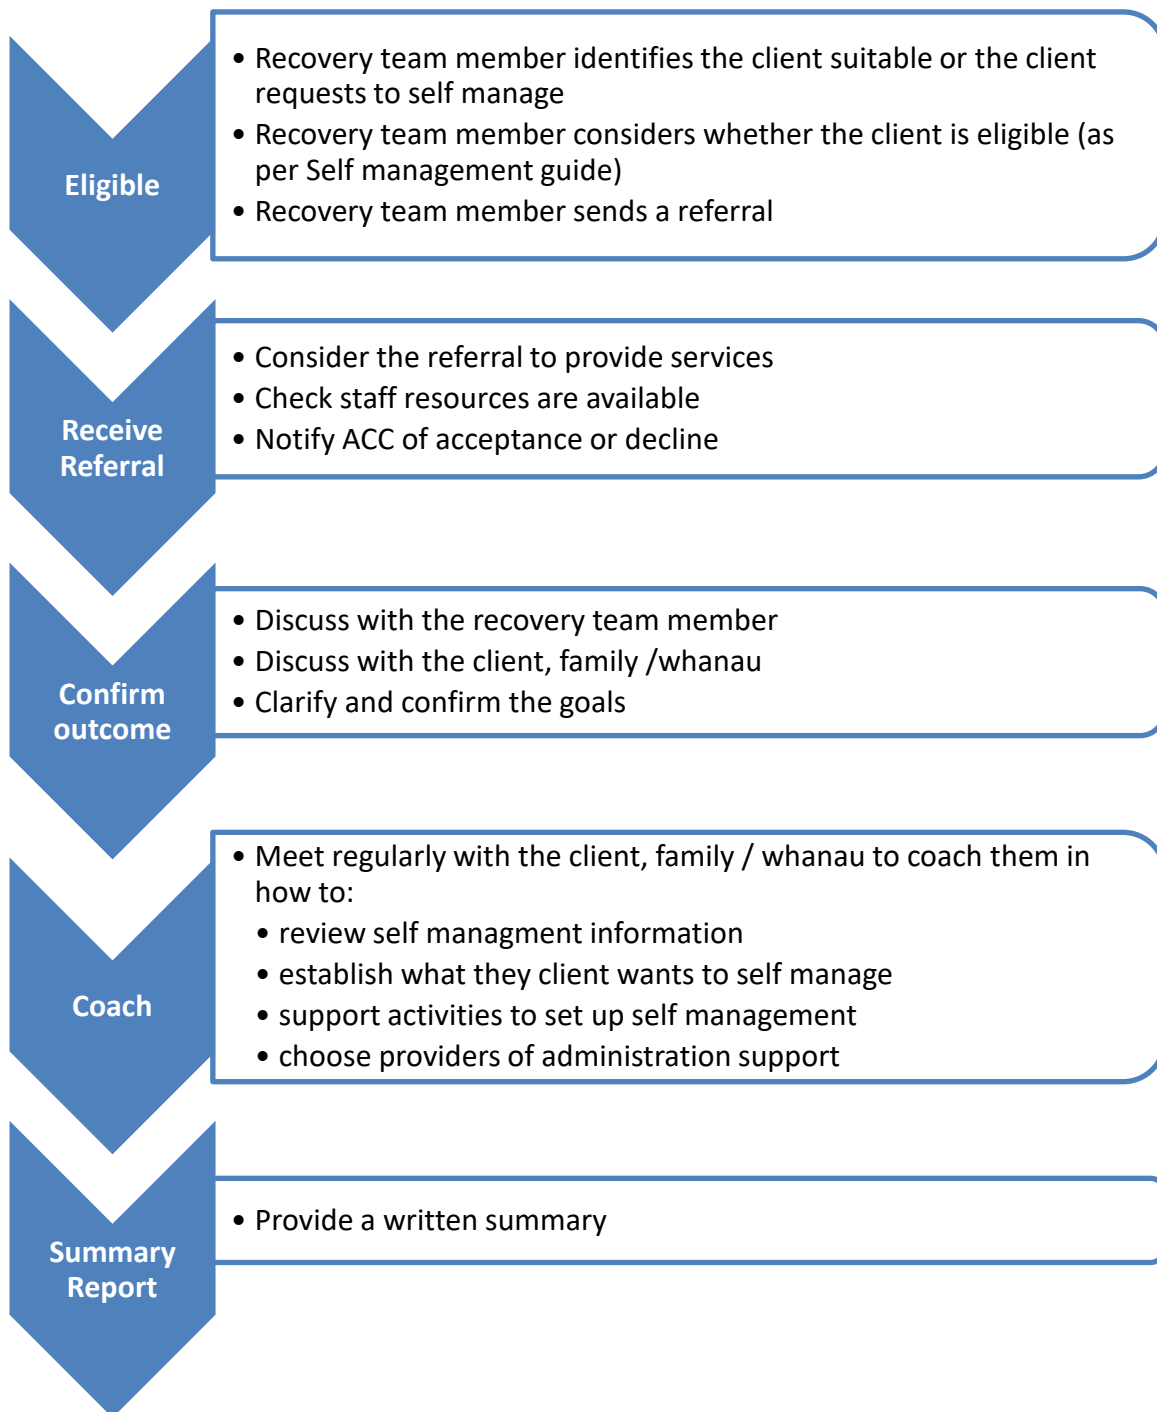 Eligible
• Recovery team member identifies the client suitable or the client
requests to self manage
• Recovery team member considers whether the client is eligible (as
per Self management guide)
• Recovery team member sends a referral
Receive
Referral
• Consider the referral to provide services
• Check staff resources are available
• Notify ACC of acceptance or decline
Confirm
outcome
• Discuss with the recovery team member
• Discuss with the client, family /whanau
• Clarify and confirm the goals
Coach
• Meet regularly with the client, family / whanau to coach them in
how to:
• review self managment information
• establish what they client wants to self manage
• support activities to set up self management
• choose providers of administration support
Summary
Report
• Provide a written summary